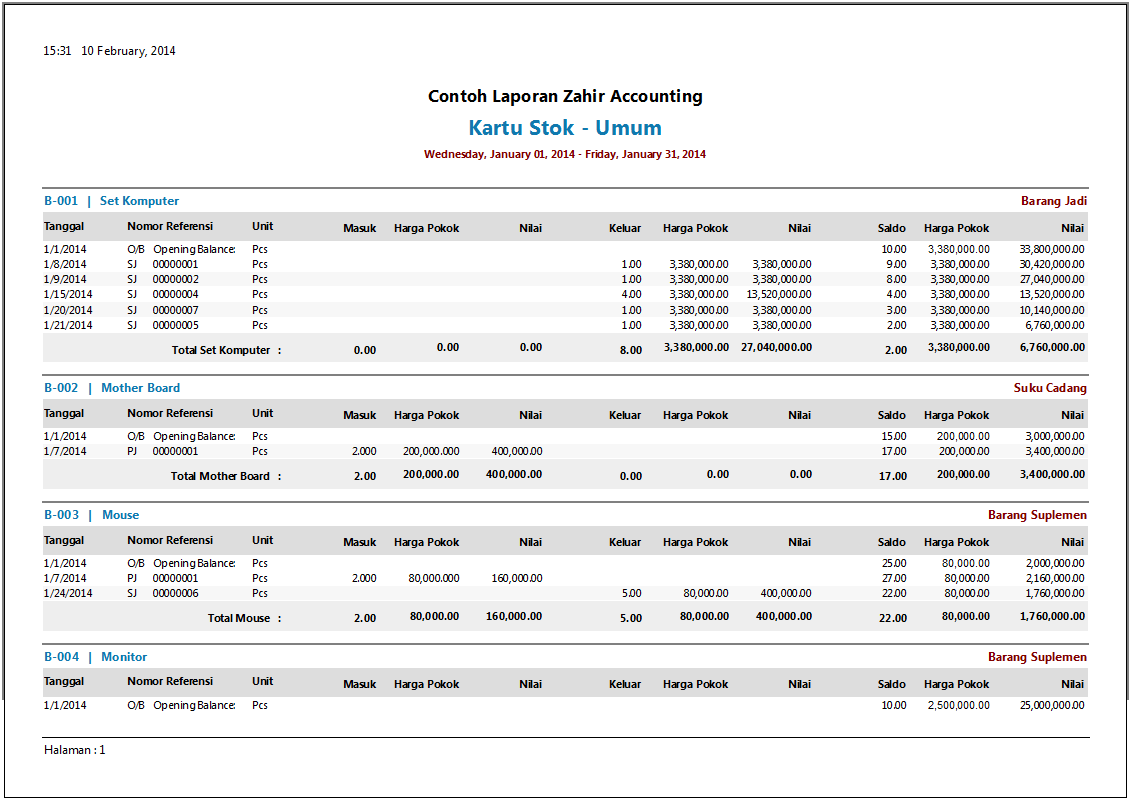 15:31 10 February, 2014
Contoh Laporan Zahir Accounting
Kartu Stok - Umum
Wednesday, January 01, 2014 - Friday, January 31, 2014
B-001 | Set Komputer Barang Jadi
Tanggal Nomor Referensi Unit Masuk Harga Pokok Nilai Keluar Harga Pokok Nilai Saldo Harga Pokok Nilai
1/1/2014 O/B Opening Balance: Pcs 10.00 3,380,000.00 33,800,000.00
1/8/2014 SJ 00000001 Pcs 1.00 3,380,000.00 3,380,000.00 9.00 3,380,000.00 30,420,000.00
1/9/2014 SJ 00000002 Pcs 1.00 3,380,000.00 3,380,000.00 8.00 3,380,000.00 27,040,000.00
1/15/2014 SJ 00000004 Pcs 4.00 3,380,000.00 13,520,000.00 4.00 3,380,000.00 13,520,000.00
1/20/2014 SJ 00000007 Pcs 1.00 3,380,000.00 3,380,000.00 3.00 3,380,000.00 10,140,000.00
1/21/2014 SJ 00000005 Pcs 1.00 3,380,000.00 3,380,000.00 2.00 3,380,000.00 6,760,000.00
Total Set Komputer : 0.00 0.00 0.00 8.00 3,380,000.00 27,040,000.00 2.00 3,380,000.00 6,760,000.00
B-002 | Mother Board Suku Cadang
Tanggal Nomor Referensi Unit Masuk Harga Pokok Nilai Keluar Harga Pokok Nilai Saldo Harga Pokok Nilai
1/1/2014 O/B Opening Balance: Pcs 15.00 200,000.00 3,000,000.00
1/7/2014 PJ 00000001 Pcs 2.000 200,000.000 400,000.00 17.00 200,000.00 3,400,000.00
Total Mother Board : 2.00 200,000.00 400,000.00 0.00 0.00 0.00 17.00 200,000.00 3,400,000.00
B-003 | Mouse Barang Suplemen
Tanggal Nomor Referensi Unit Masuk Harga Pokok Nilai Keluar Harga Pokok Nilai Saldo Harga Pokok Nilai
1/1/2014 O/B Opening Balance: Pcs 25.00 80,000.00 2,000,000.00
1/7/2014 PJ 00000001 Pcs 2.000 80,000.000 160,000.00 27.00 80,000.00 2,160,000.00
1/24/2014 SJ 00000006 Pcs 5.00 80,000.00 400,000.00 22.00 80,000.00 1,760,000.00
Total Mouse : 2.00 80,000.00 160,000.00 5.00 80,000.00 400,000.00 22.00 80,000.00 1,760,000.00
B-004 | Monitor Barang Suplemen
Tanggal Nomor Referensi Unit Masuk Harga Pokok Nilai Keluar Harga Pokok Nilai Saldo Harga Pokok Nilai
1/1/2014 O/B Opening Balance: Pcs 10.00 2,500,000.00 25,000,000.00
Halaman : 1